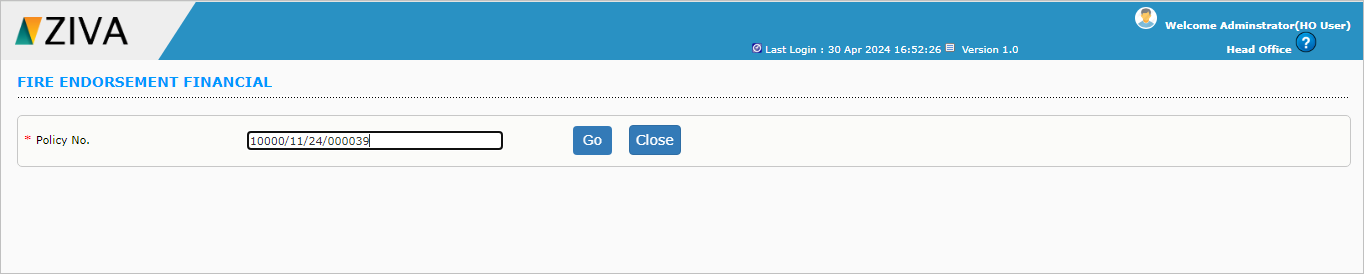 ZIVA
Welcome Adminstrator(HO User)
Last Login : 30 Apr 2024 16:52:26 Version 1.0
Head Office ?
FIRE ENDORSEMENT FINANCIAL
* Policy No. 10000/11/24/000039 Go Close